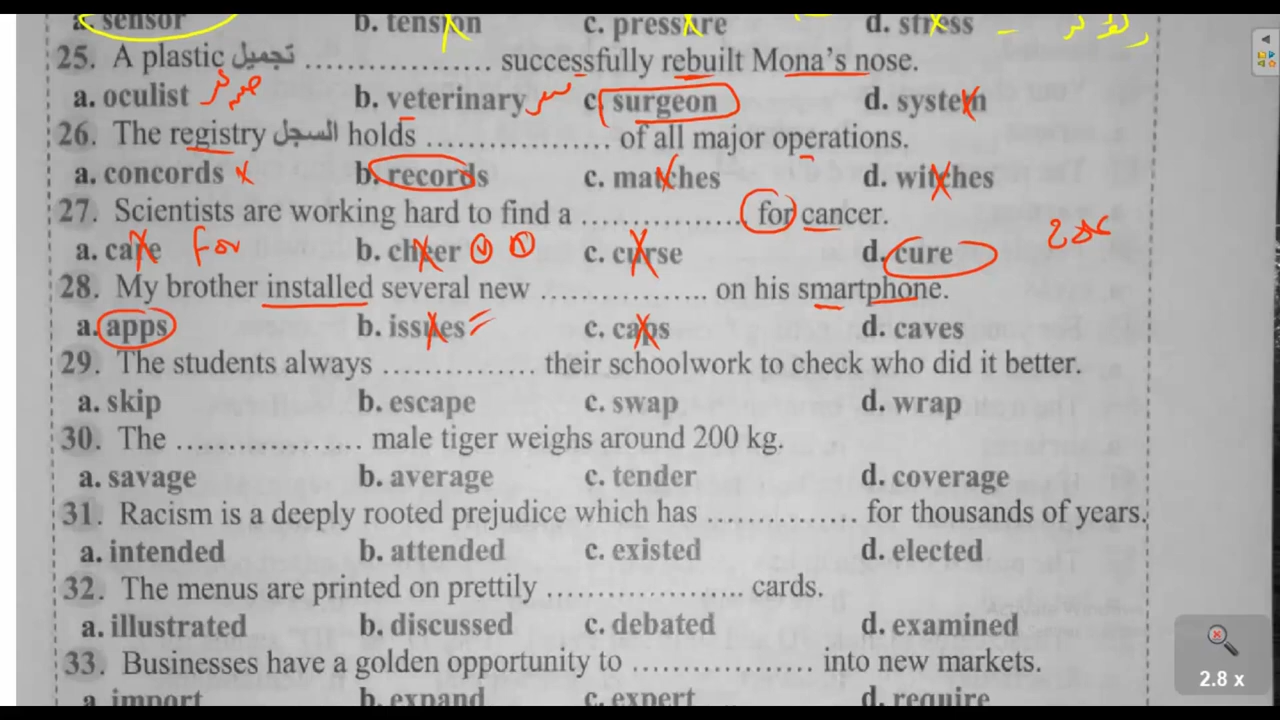 a. sensor b. tension c. pressure d. stress
25. A plastic تجميل ................. successfully rebuilt Mona's nose.
a. oculist b. veterinary c. surgeon d. system
26. The registry السجل holds ................. of all major operations.
a. concords b. records c. matches d. witches
27. Scientists are working hard to find a ................. for cancer.
a. care for b. cheer c. curse d. cure
28. My brother installed several new ................. on his smartphone.
a. apps b. issues c. caps d. caves
29. The students always ................. their schoolwork to check who did it better.
a. skip b. escape c. swap d. wrap
30. The ................. male tiger weighs around 200 kg.
a. savage b. average c. tender d. coverage
31. Racism is a deeply rooted prejudice which has ................. for thousands of years.
a. intended b. attended c. existed d. elected
32. The menus are printed on prettily ................. cards.
a. illustrated b. discussed c. debated d. examined
33. Businesses have a golden opportunity to ................. into new markets.
a. import b. expand c. expert d. require
2.8 x